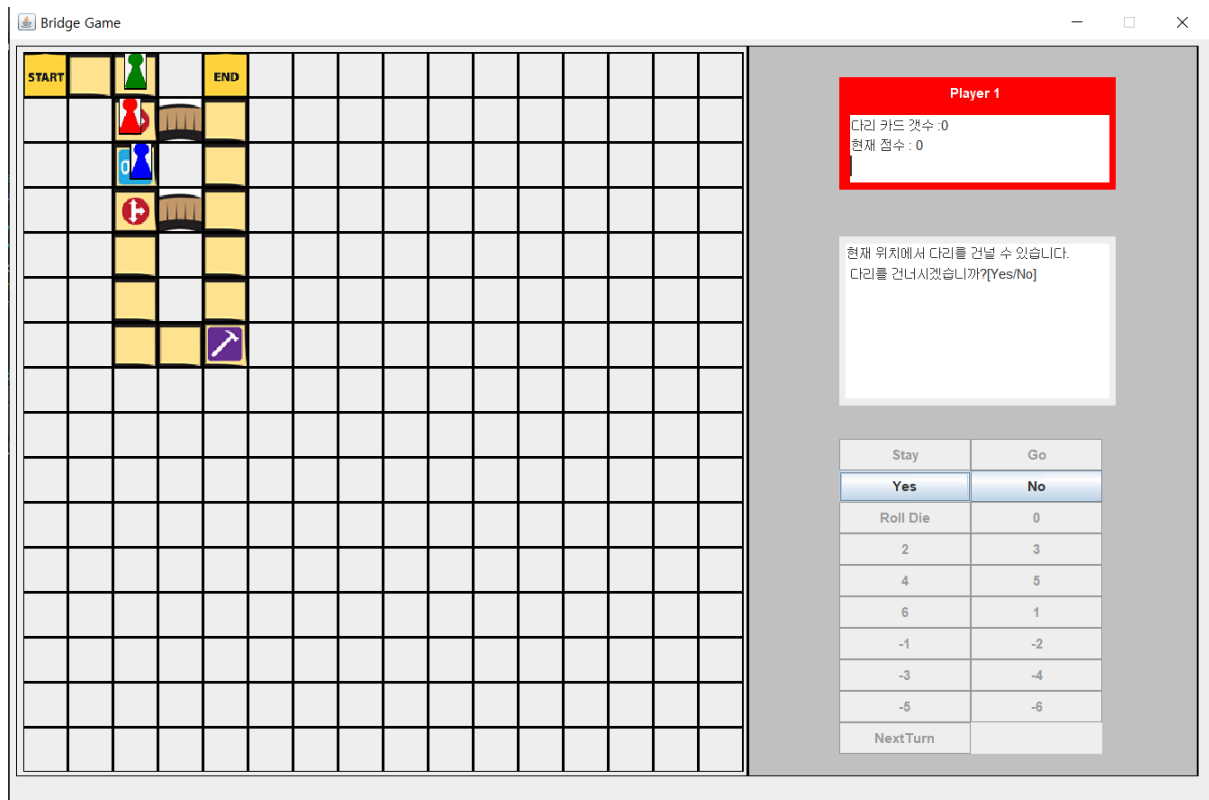 Bridge Game
START
END
Player 1
다리 카드 갯수 :0
현재 점수 : 0
현재 위치에서 다리를 건널 수 있습니다.
다리를 건너시겠습니까?[Yes/No]
Stay Go
Yes No
Roll Die 0
2 3
4 5
6 1
-1 -2
-3 -4
-5 -6
NextTurn